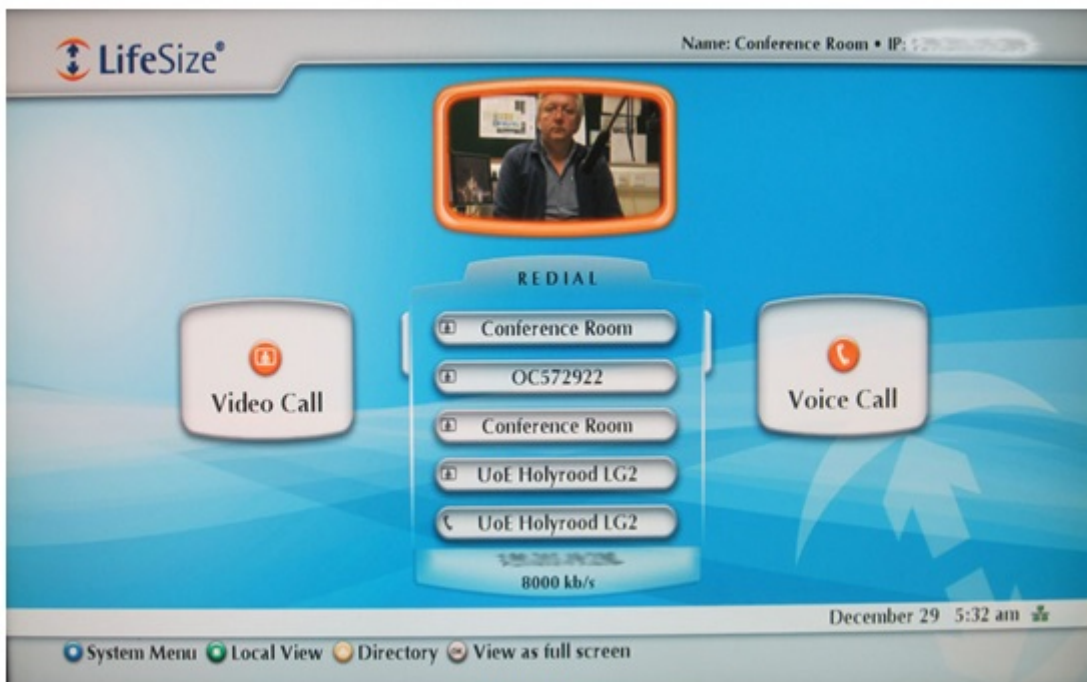 LifeSize®
Name: Conference Room • IP:
REDIAL
Conference Room
OC572922
Conference Room
UoE Holyrood LG2
UoE Holyrood LG2
8000 kb/s
Video Call
Voice Call
December 29 5:32 am
System Menu Local View Directory OK View as full screen